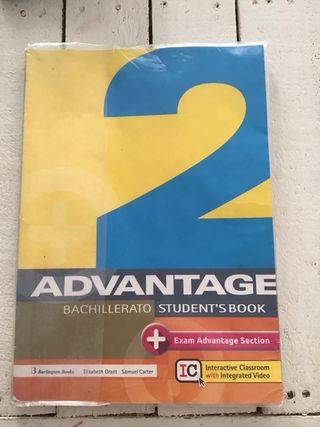 2
ADVANTAGE
BACHILLERATO STUDENT'S BOOK
+ Exam Advantage Section
B Burlington Books Elizabeth Grant Samuel Carter
IC Interactive Classroom
with Integrated Video